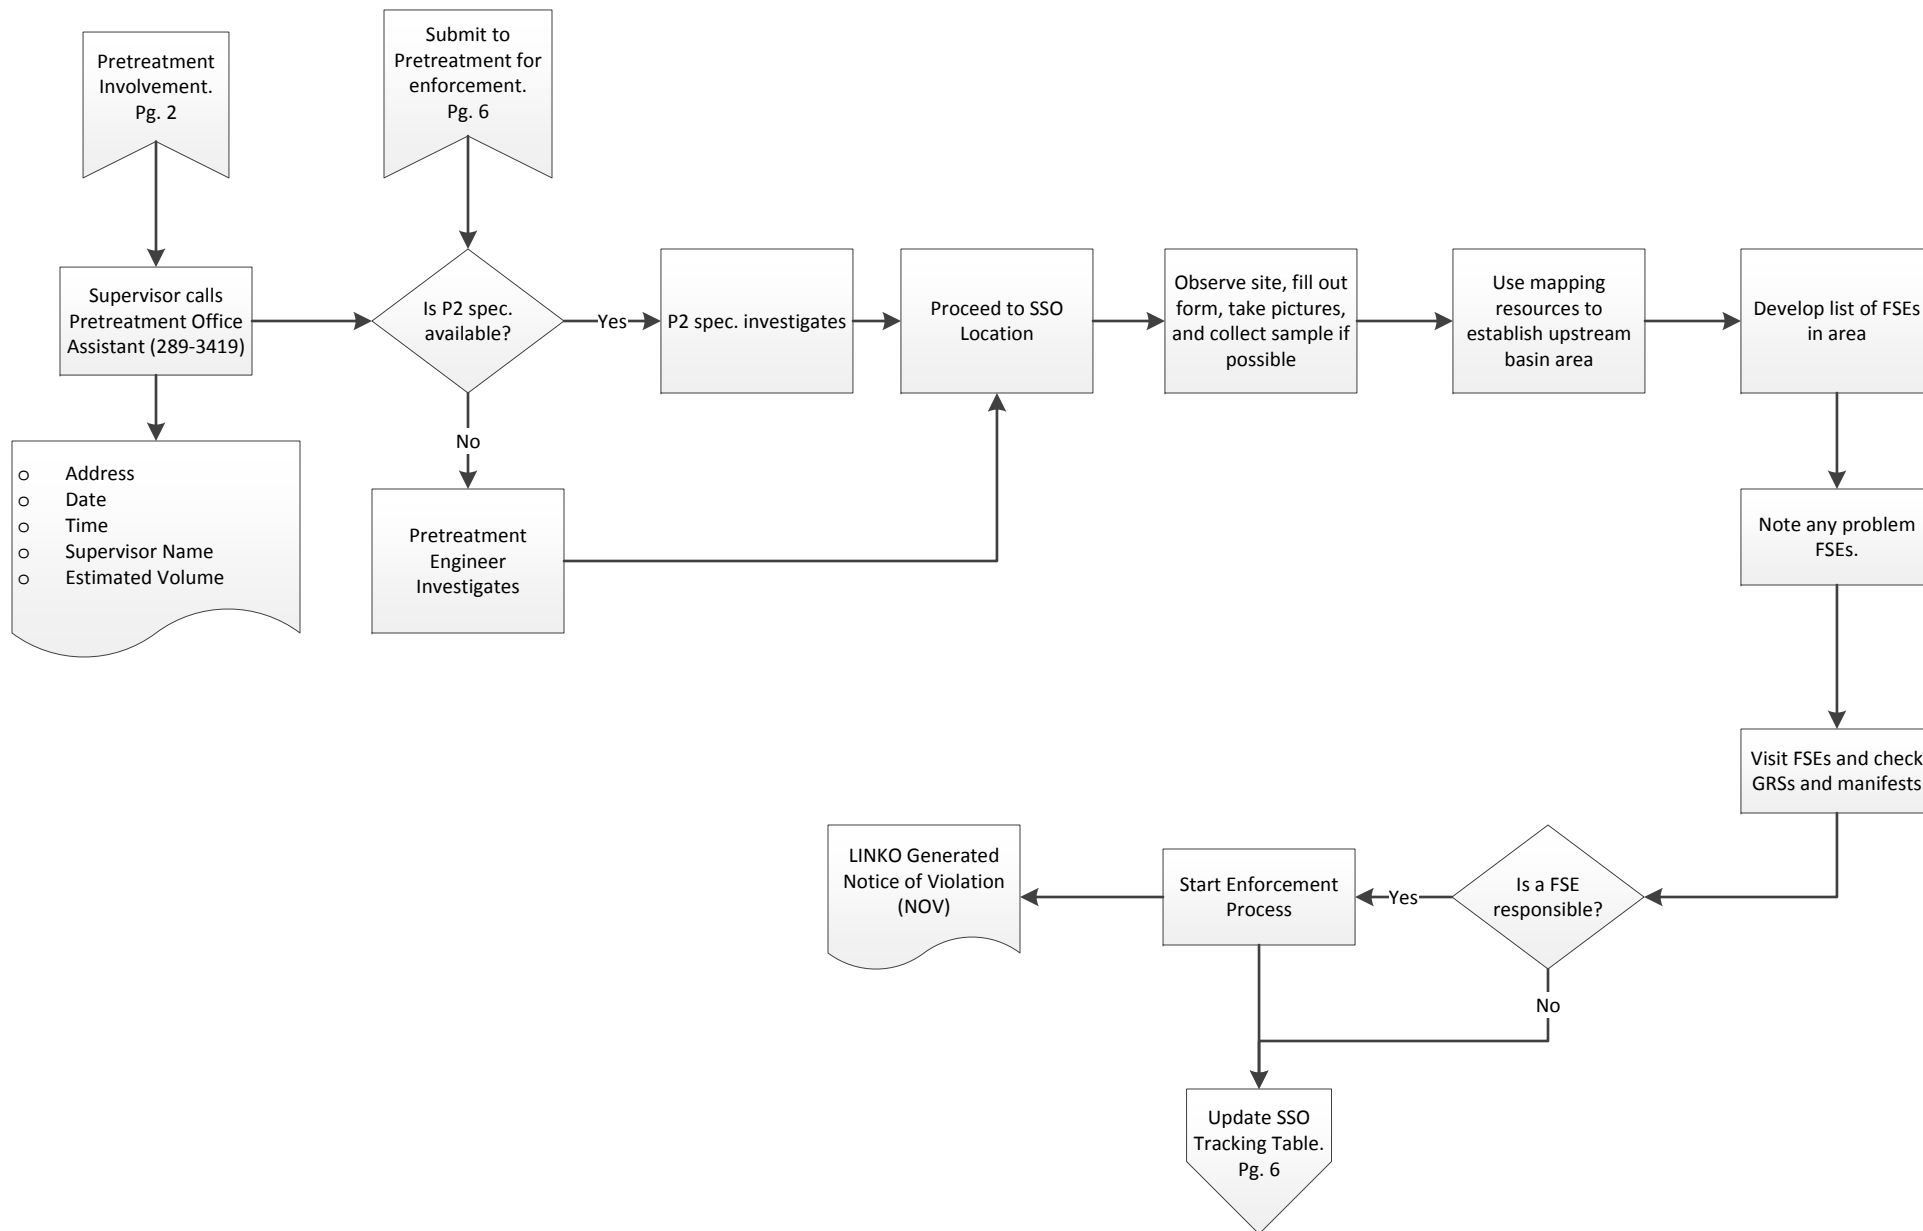 Pretreatment
Involvement.
Pg. 2
Submit to
Pretreatment for
enforcement.
Pg. 6
Supervisor calls
Pretreatment Office
Assistant (289-3419)
Is P2 spec.
available?
Yes
P2 spec. investigates
Proceed to SSO
Location
Observe site, fill out
form, take pictures,
and collect sample if
possible
Use mapping
resources to
establish upstream
basin area
Develop list of FSEs
in area
No
o Address
o Date
o Time
o Supervisor Name
o Estimated Volume
Pretreatment
Engineer
Investigates
Note any problem
FSEs.
Visit FSEs and check
GRSs and manifests
Is a FSE
responsible?
Yes
Start Enforcement
Process
LINKO Generated
Notice of Violation
(NOV)
No
Update SSO
Tracking Table.
Pg. 6